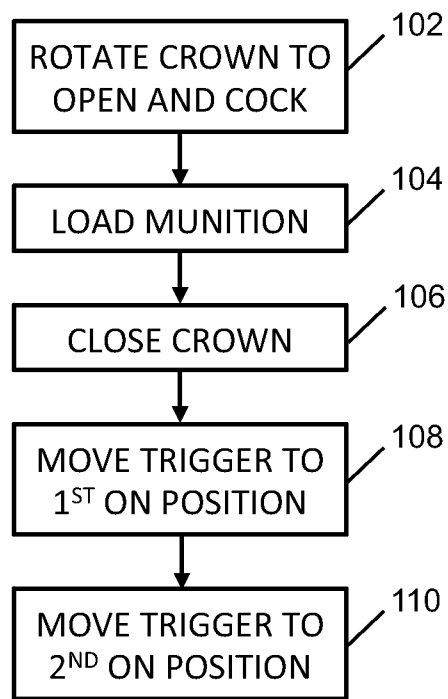 102
ROTATE CROWN TO
OPEN AND COCK
104
LOAD MUNITION
106
CLOSE CROWN
108
MOVE TRIGGER TO
1ST ON POSITION
110
MOVE TRIGGER TO
2ND ON POSITION